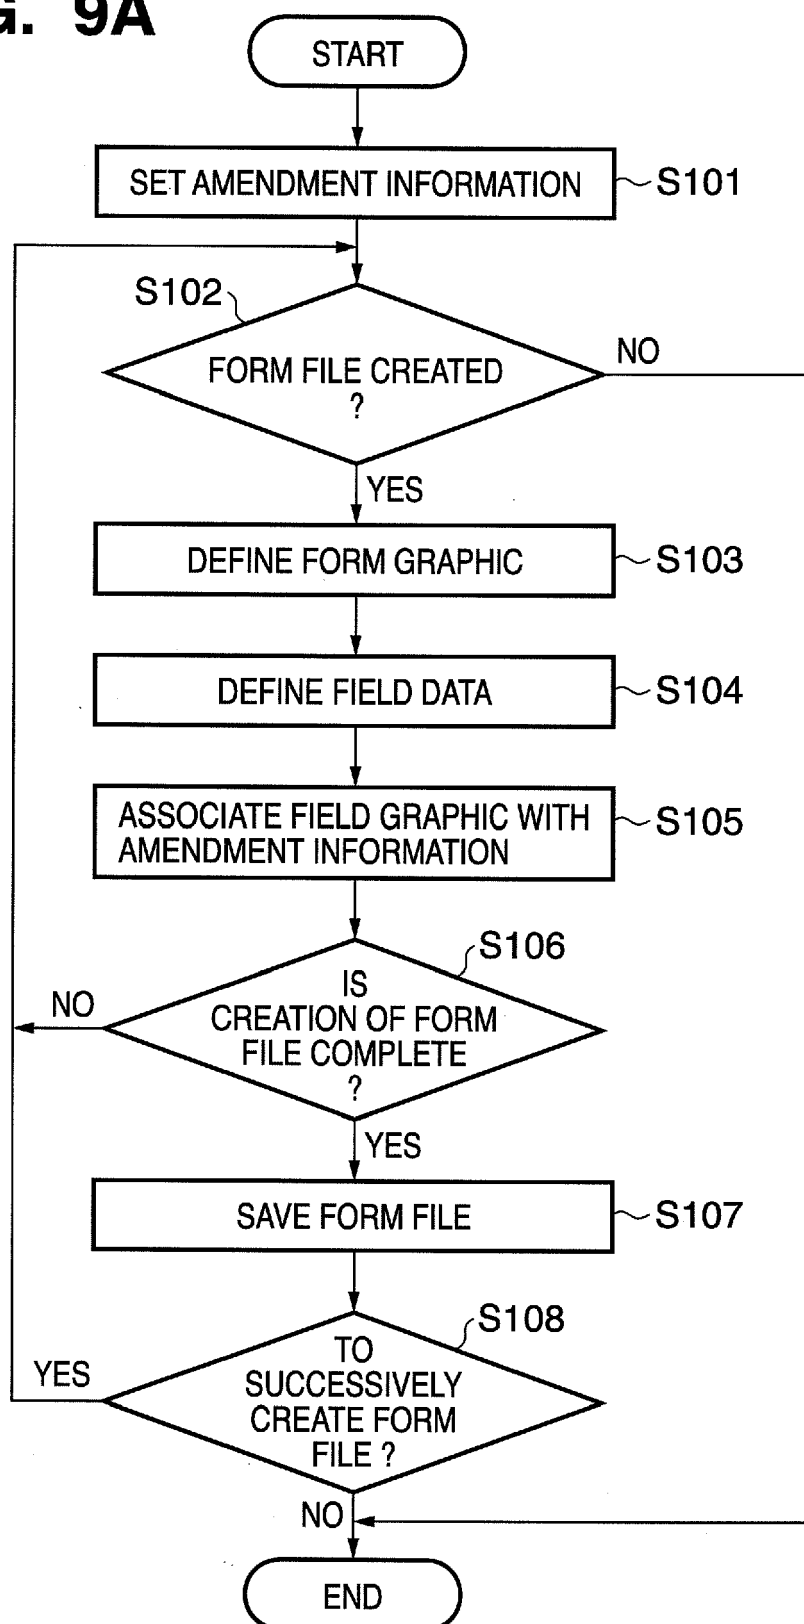 G. 9A
START
SET AMENDMENT INFORMATION
S101
S102
FORM FILE CREATED
?
NO
YES
DEFINE FORM GRAPHIC
S103
DEFINE FIELD DATA
S104
ASSOCIATE FIELD GRAPHIC WITH
AMENDMENT INFORMATION
S105
S106
IS
CREATION OF FORM
FILE COMPLETE
?
NO
YES
SAVE FORM FILE
S107
S108
TO
SUCCESSIVELY
CREATE FORM
FILE ?
YES
NO
END